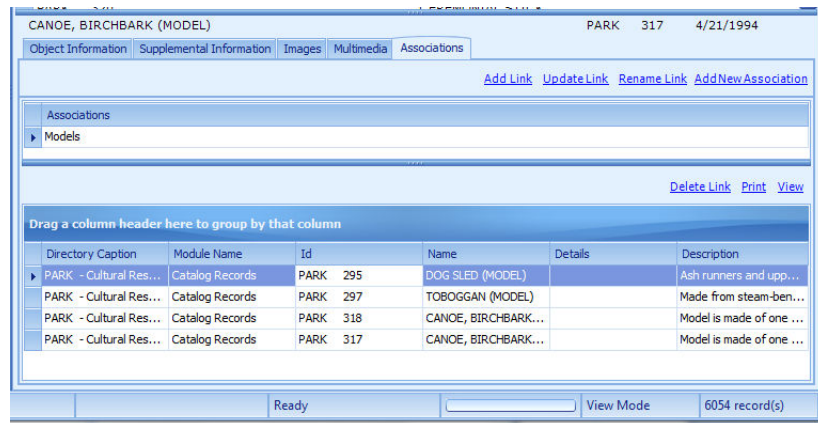 CANOE, BIRCHBARK (MODEL) PARK 317 4/21/1994
Object Information Supplemental Information Images Multimedia Associations
Add Link Update Link Rename Link Add New Association
Associations
Models
Delete Link Print View
Drag a column header here to group by that column
Directory Caption Module Name Id Name Details Description
PARK - Cultural Res... Catalog Records PARK 295 DOG SLED (MODEL) Ash runners and upp...
PARK - Cultural Res... Catalog Records PARK 297 TOBOGGAN (MODEL) Made from steam-ben...
PARK - Cultural Res... Catalog Records PARK 318 CANOE, BIRCHBARK... Model is made of one ...
PARK - Cultural Res... Catalog Records PARK 317 CANOE, BIRCHBARK... Model is made of one ...
Ready View Mode 6054 record(s)